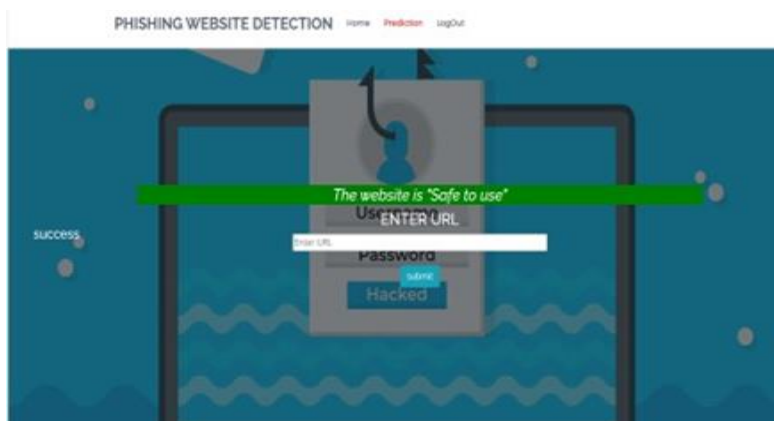 PHISHING WEBSITE DETECTION Home Prediction LogOut
The website is "Safe to use"
Username
ENTER URL
success
Enter URL
Password
submit
Hacked